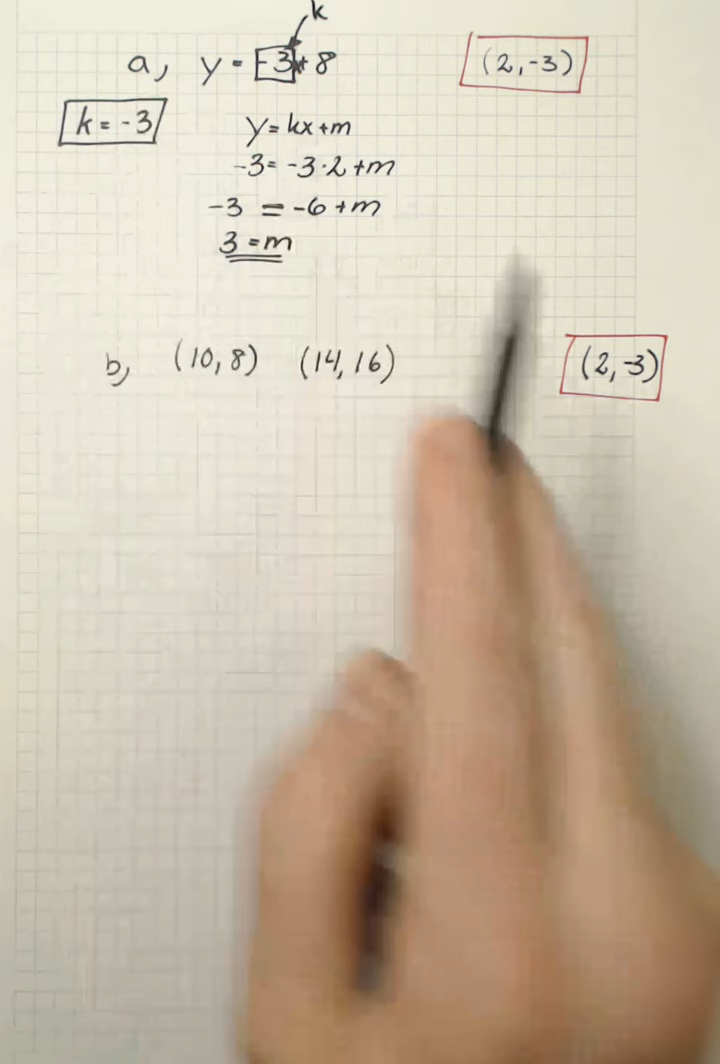 k
a, y = -3x+8 (2,-3)
k = -3 y = kx+m
-3 = -3·2+m
-3 = -6+m
3 = m
b, (10,8) (14,16) (2,-3)